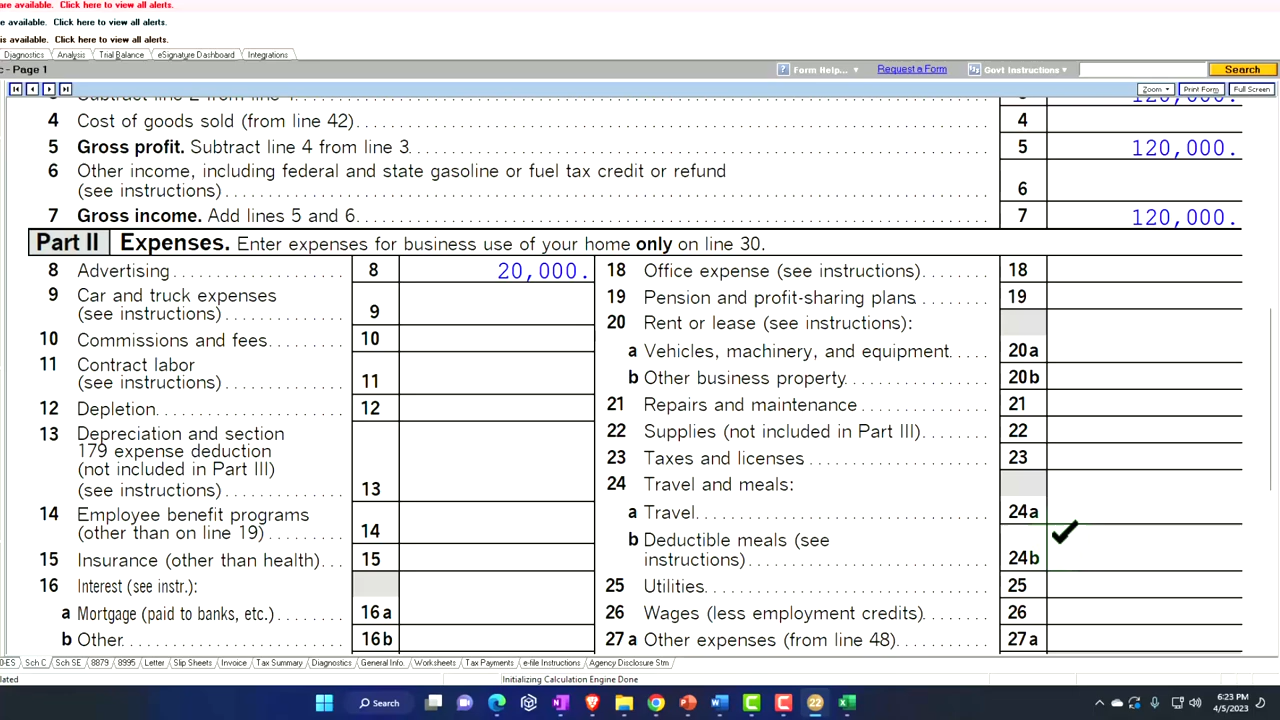 are available. Click here to view all alerts.
e available. Click here to view all alerts.
is available. Click here to view all alerts.
Diagnostics Analysis Trial Balance eSignature Dashboard Integrations
c - Page 1 ? Form Help... Request a Form Govt Instructions Search
Zoom Print Form Full Screen
120,000.
4 Cost of goods sold (from line 42) 4
5 Gross profit. Subtract line 4 from line 3 5 120,000.
6 Other income, including federal and state gasoline or fuel tax credit or refund
(see instructions) 6
7 Gross income. Add lines 5 and 6 7 120,000.
Part II Expenses. Enter expenses for business use of your home only on line 30.
8 Advertising 8 20,000.
9 Car and truck expenses
(see instructions) 9
10 Commissions and fees 10
11 Contract labor
(see instructions) 11
12 Depletion 12
13 Depreciation and section
179 expense deduction
(not included in Part III)
(see instructions) 13
14 Employee benefit programs
(other than on line 19) 14
15 Insurance (other than health) 15
16 Interest (see instr.):
a Mortgage (paid to banks, etc.) 16a
b Other 16b
18 Office expense (see instructions) 18
19 Pension and profit-sharing plans 19
20 Rent or lease (see instructions):
a Vehicles, machinery, and equipment 20a
b Other business property 20b
21 Repairs and maintenance 21
22 Supplies (not included in Part III) 22
23 Taxes and licenses 23
24 Travel and meals:
a Travel 24a
b Deductible meals (see
instructions) 24b
25 Utilities 25
26 Wages (less employment credits) 26
27 a Other expenses (from line 48) 27a
0-ES Sch C Sch SE 8879 8995 Letter Slip Sheets Invoice Tax Summary Diagnostics General Info. Worksheets Tax Payments e-file Instructions Agency Disclosure Stm
lated Initializing Calculation Engine Done
Search 22 6:23 PM
4/5/2023